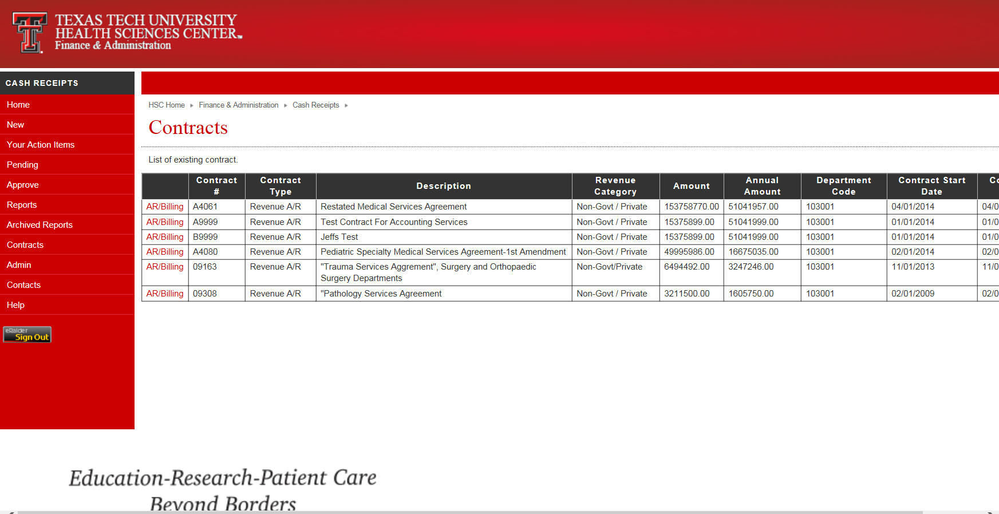 TEXAS TECH UNIVERSITY
HEALTH SCIENCES CENTER™
Finance & Administration
CASH RECEIPTS
Home
New
Your Action Items
Pending
Approve
Reports
Archived Reports
Contracts
Admin
Contacts
Help
eRaider
Sign Out
HSC Home Finance & Administration Cash Receipts
Contracts
List of existing contract.
Contract # Contract Type Description Revenue Category Amount Annual Amount Department Code Contract Start Date Co
AR/Billing A4061 Revenue A/R Restated Medical Services Agreement Non-Govt / Private 153758770.00 51041957.00 103001 04/01/2014 04/0
AR/Billing A9999 Revenue A/R Test Contract For Accounting Services Non-Govt / Private 15375899.00 51041999.00 103001 01/01/2014 01/0
AR/Billing B9999 Revenue A/R Jeffs Test Non-Govt / Private 15375899.00 51041999.00 103001 01/01/2014 01/0
AR/Billing A4080 Revenue A/R Pediatric Specialty Medical Services Agreement-1st Amendment Non-Govt / Private 49995986.00 16675035.00 103001 02/01/2014 02/0
AR/Billing 09163 Revenue A/R "Trauma Services Aggrement", Surgery and Orthopaedic Non-Govt/Private 6494492.00 3247246.00 103001 11/01/2013 11/0
Surgery Departments
AR/Billing 09308 Revenue A/R "Pathology Services Agreement Non-Govt / Private 3211500.00 1605750.00 103001 02/01/2009 02/0
Education-Research-Patient Care
Beyond Borders